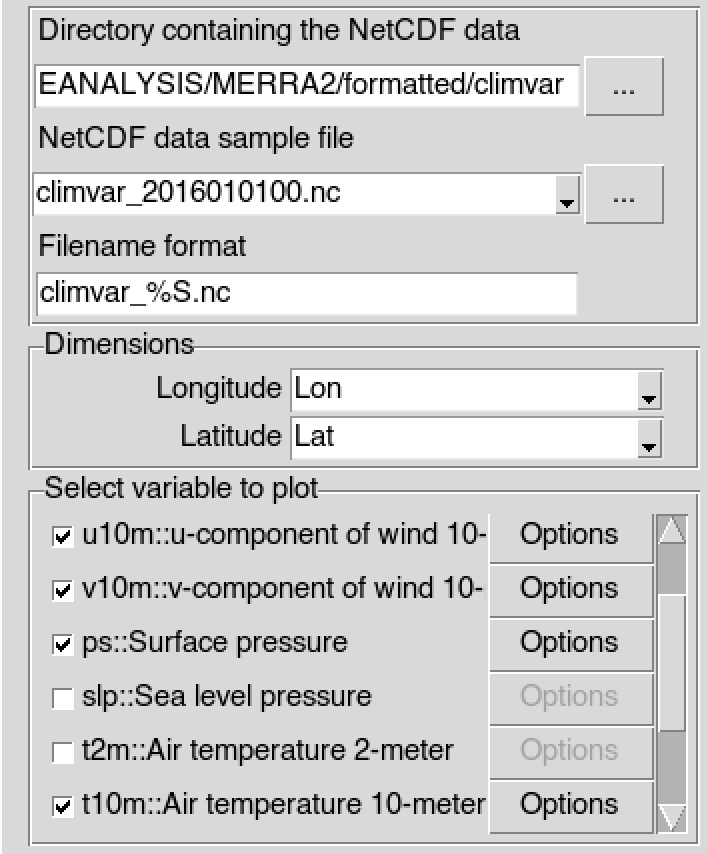 Directory containing the NetCDF data
EANALYSIS/MERRA2/formatted/climvar ...
NetCDF data sample file
climvar_2016010100.nc ...
Filename format
climvar_%S.nc
Dimensions
Longitude Lon
Latitude Lat
Select variable to plot
u10m::u-component of wind 10- Options
v10m::v-component of wind 10- Options
ps::Surface pressure Options
slp::Sea level pressure Options
t2m::Air temperature 2-meter Options
t10m::Air temperature 10-meter Options